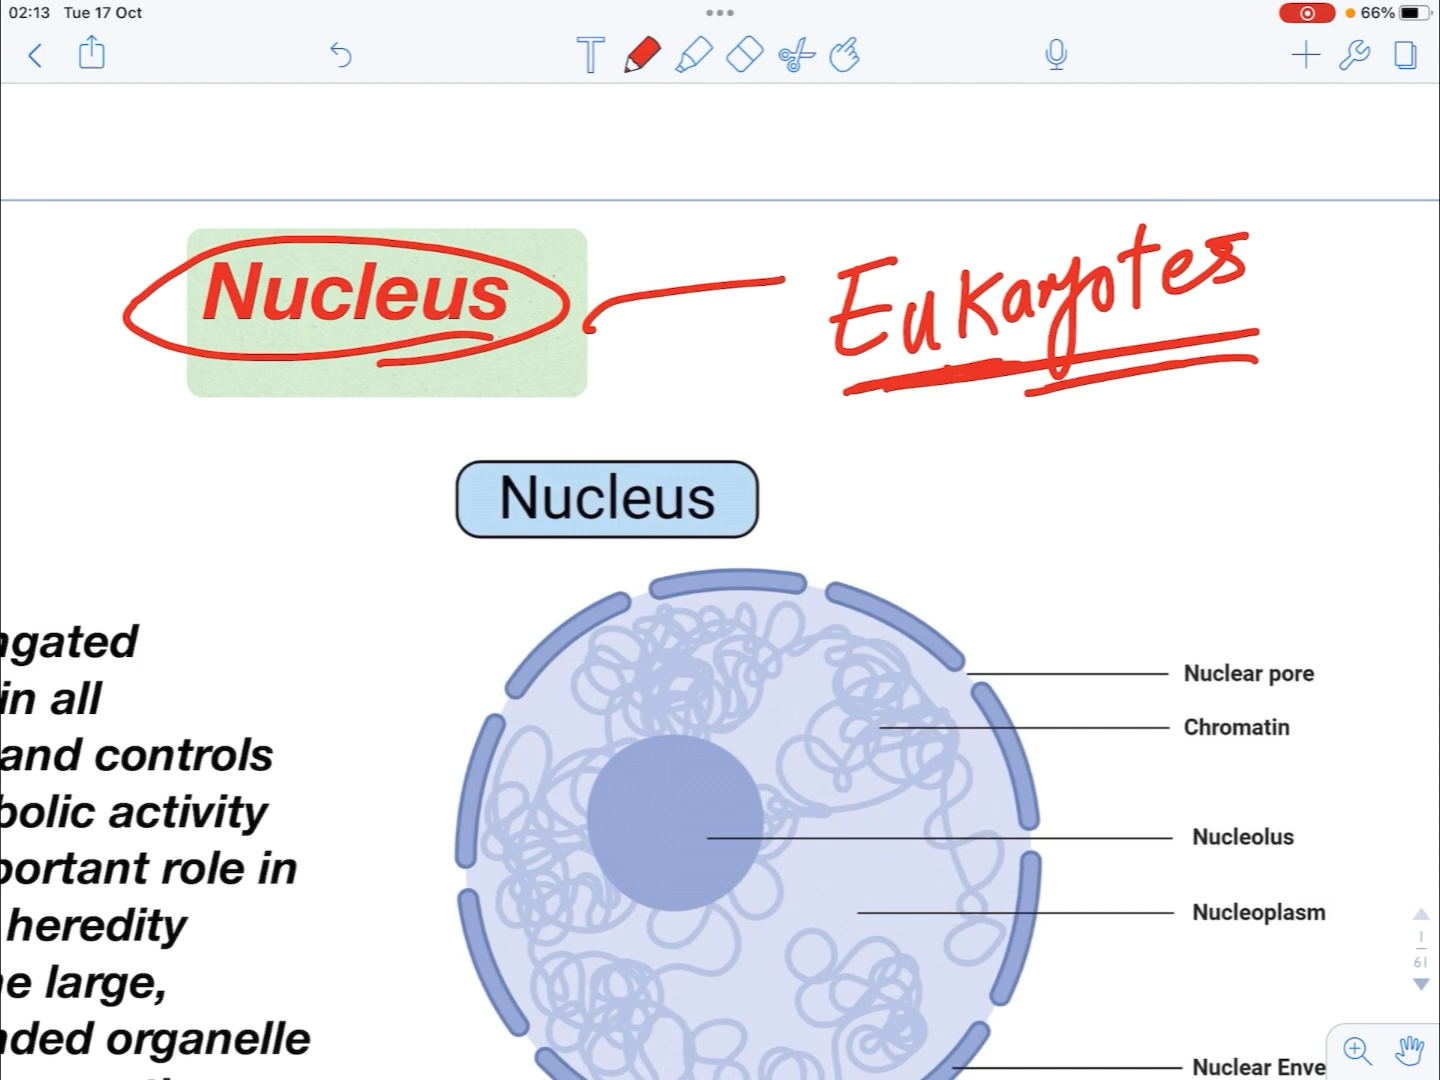 02:13 Tue 17 Oct
66%
Nucleus
Eukaryotes
Nucleus
ngated
in all
and controls
bolic activity
portant role in
heredity
e large,
nded organelle
Nuclear pore
Chromatin
Nucleolus
Nucleoplasm
Nuclear Enve
1
61